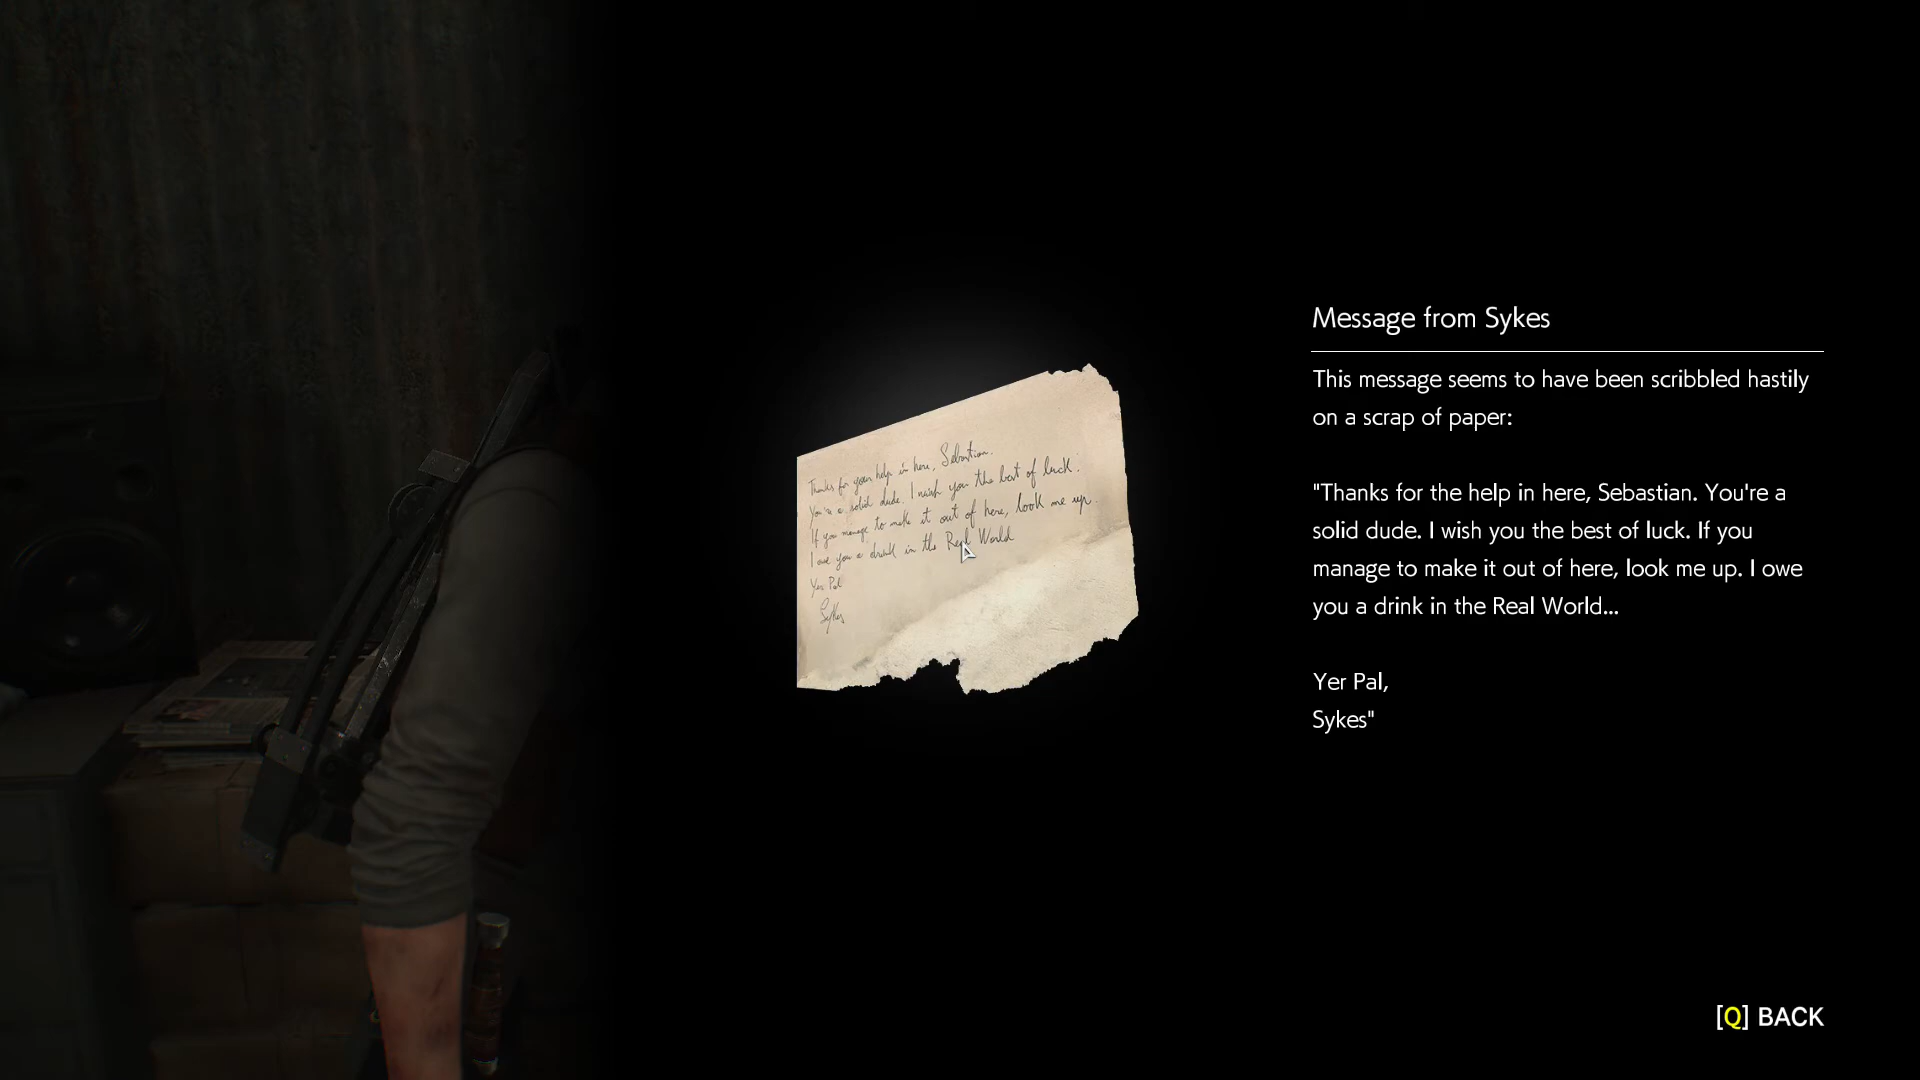 Thanks for your help in here, Sebastian.
You're a solid dude. I wish you the best of luck.
If you manage to make it out of here, look me up.
I owe you a drink in the Real World
Yer Pal
Sykes
Message from Sykes
This message seems to have been scribbled hastily
on a scrap of paper:
"Thanks for the help in here, Sebastian. You're a
solid dude. I wish you the best of luck. If you
manage to make it out of here, look me up. I owe
you a drink in the Real World...
Yer Pal,
Sykes"
[Q] BACK